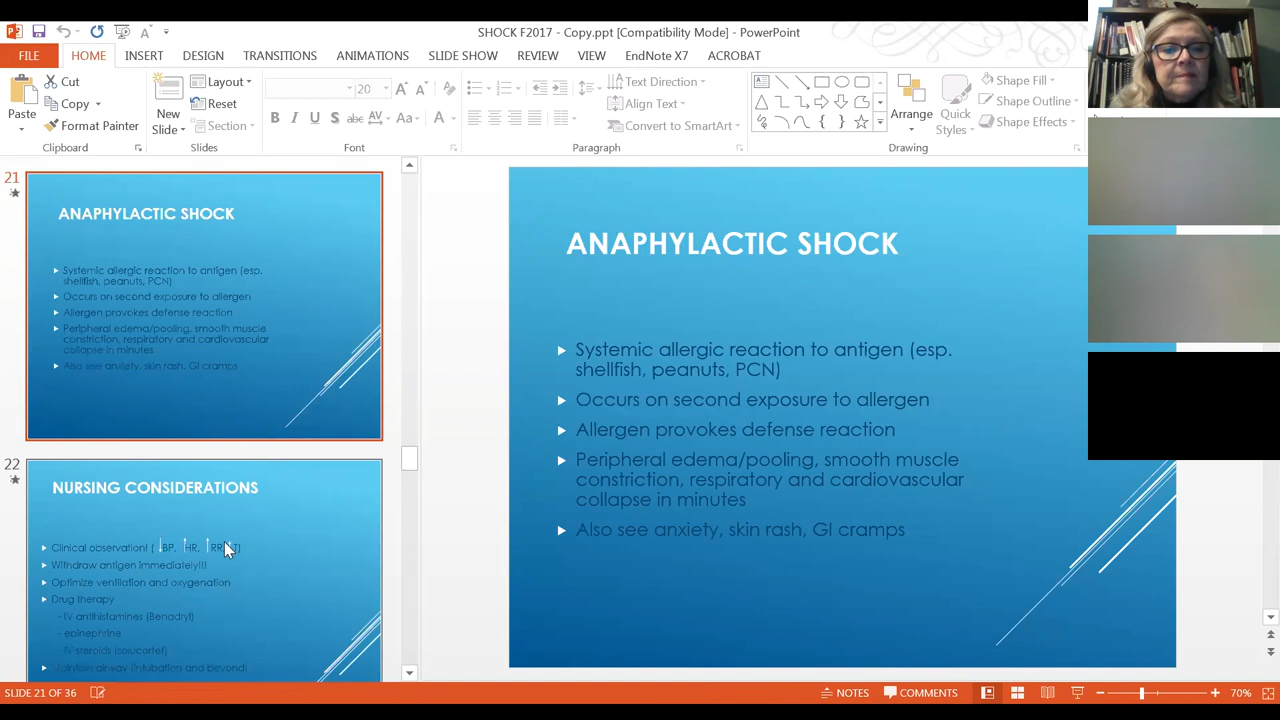 SHOCK F2017 - Copy.ppt [Compatibility Mode] - PowerPoint
FILE HOME INSERT DESIGN TRANSITIONS ANIMATIONS SLIDE SHOW REVIEW VIEW EndNote X7 ACROBAT
Paste
Cut
Copy
Format Painter
Clipboard
New
Slide
Layout
Reset
Slides
20
Font
Text Direction
Align Text
Convert to SmartArt
Paragraph
Arrange
Quick
Styles
Shape Fill
Shape Outline
Shape Effects
Drawing
21
ANAPHYLACTIC SHOCK
Systemic allergic reaction to antigen (esp.
shellfish, peanuts, PCN)
Occurs on second exposure to allergen
Allergen provokes defense reaction
Peripheral edema/pooling, smooth muscle
constriction, respiratory and cardiovascular
collapse in minutes
Also see anxiety, skin rash, GI cramps
22
NURSING CONSIDERATIONS
Clinical observation! ( ↓BP, ↑HR, ↑RR
Withdraw antigen immediately!!!
Optimize ventilation and oxygenation
Drug therapy
- IV antihistamines (Benadryl)
- epinephrine
- IV steroids (solucortef)
Maintain airway (intubation and beyond)
ANAPHYLACTIC SHOCK
Systemic allergic reaction to antigen (esp.
shellfish, peanuts, PCN)
Occurs on second exposure to allergen
Allergen provokes defense reaction
Peripheral edema/pooling, smooth muscle
constriction, respiratory and cardiovascular
collapse in minutes
Also see anxiety, skin rash, GI cramps
SLIDE 21 OF 36 NOTES COMMENTS 70%